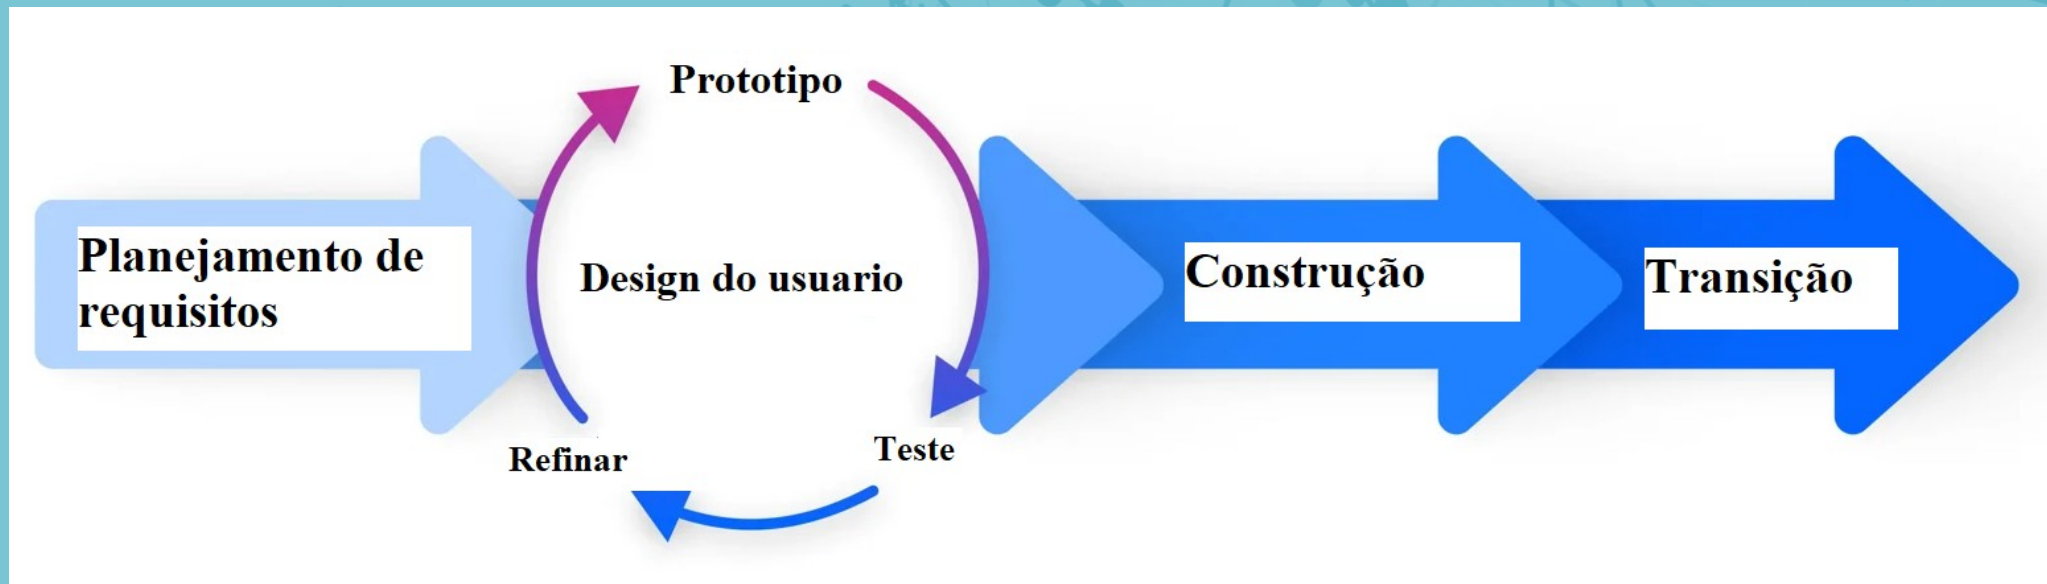 Planejamento de
requisitos
Prototipo
Design do usuario
Refinar
Teste
Construção
Transição